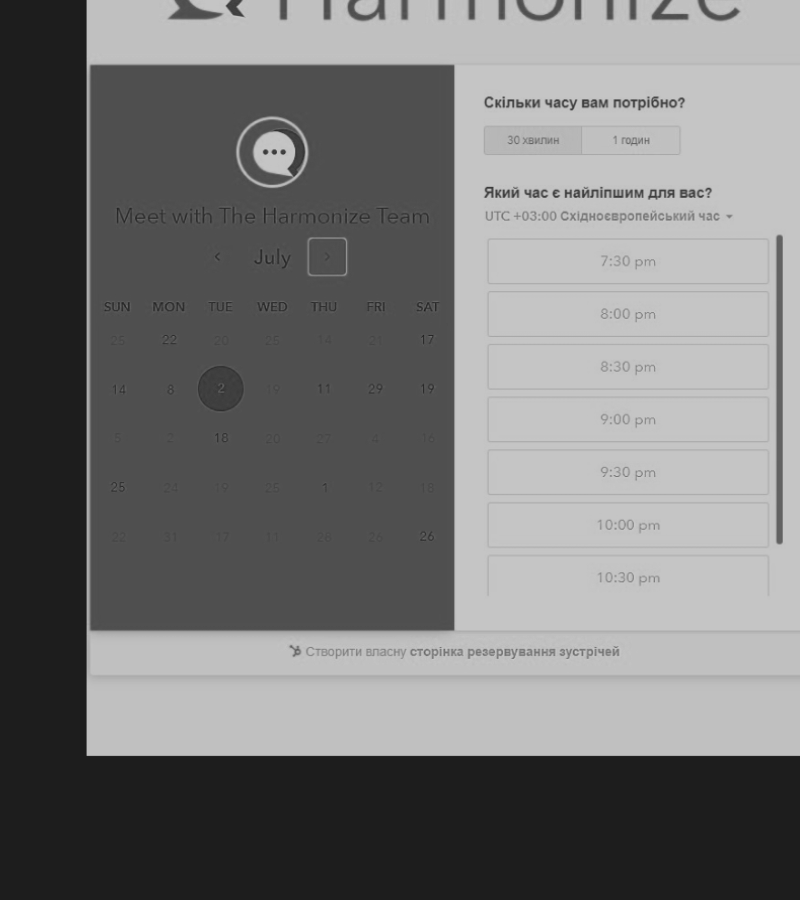 Harmonize
Meet with The Harmonize Team
July
SUN MON TUE WED THU FRI SAT
25 22 20 25 14 21 17
14 8 2 19 11 29 19
5 2 18 20 27 4 16
25 24 19 25 1 12 18
22 31 17 11 26 26 26
Скільки часу вам потрібно?
30 хвилин 1 годин
Який час є найліпшим для вас?
UTC +03:00 Східноєвропейський час
7:30 pm
8:00 pm
8:30 pm
9:00 pm
9:30 pm
10:00 pm
10:30 pm
Створити власну сторінка резервування зустрічей